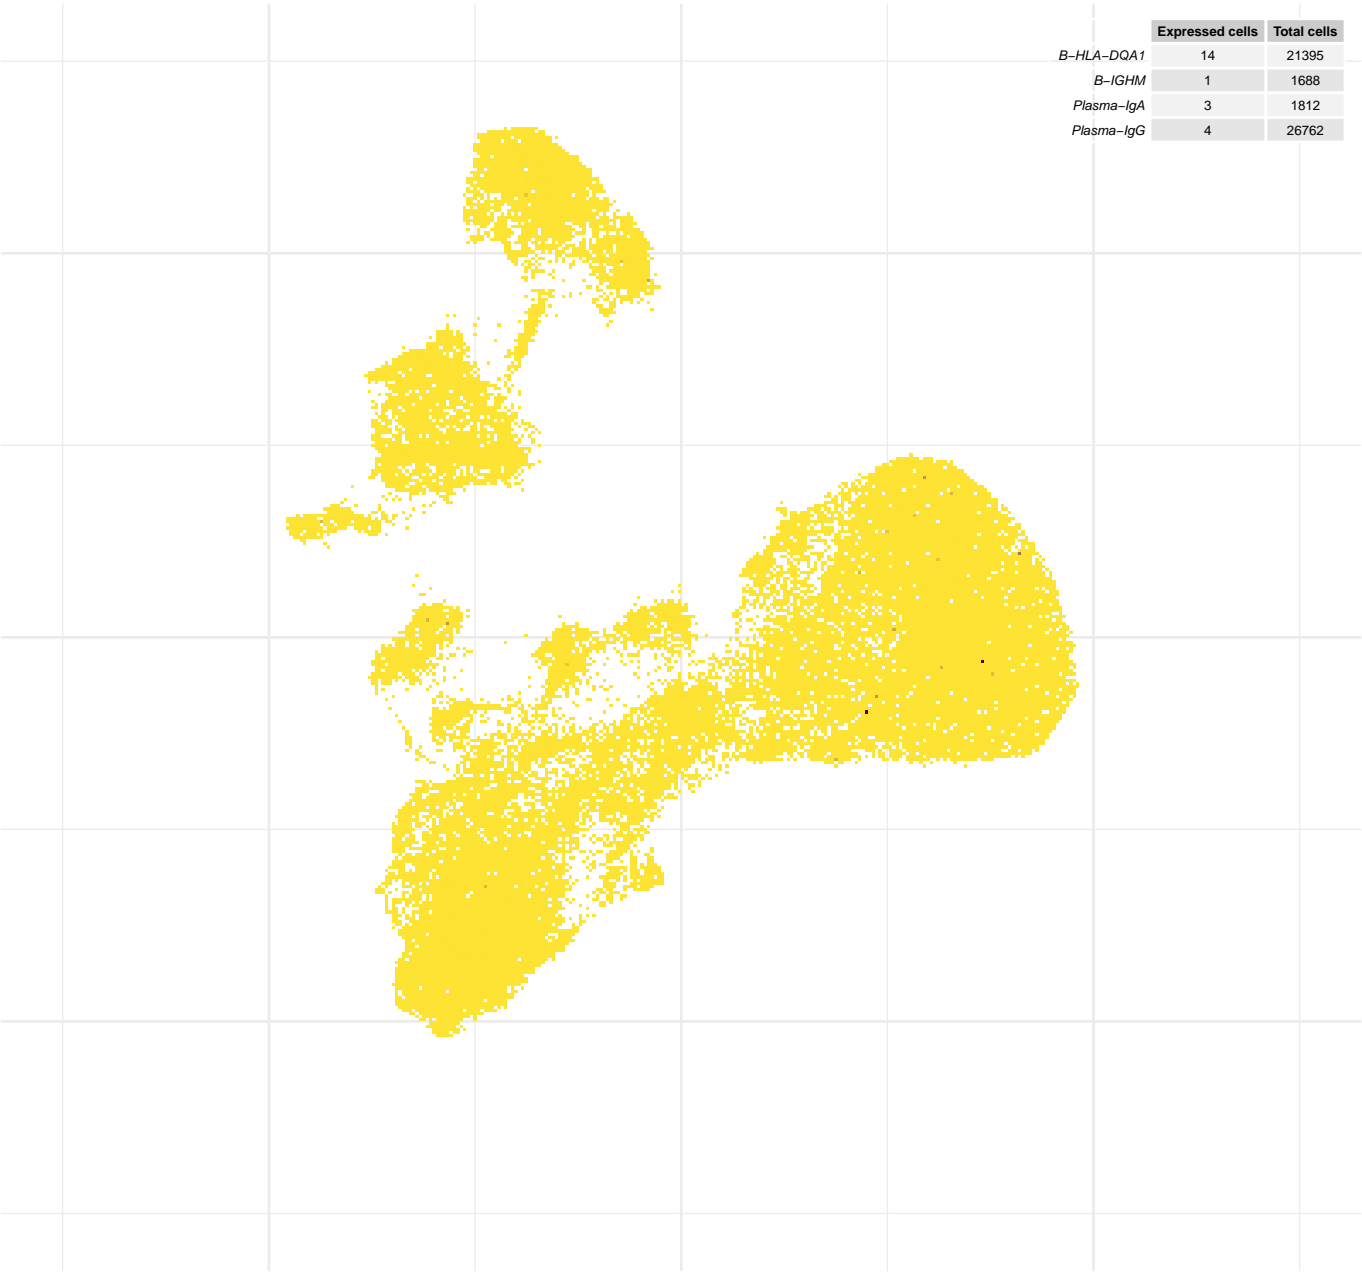 Expressed cells Total cells
B−HLA−DQA1 14 21395
B−IGHM 1 1688
Plasma−IgA 3 1812
Plasma−IgG 4 26762